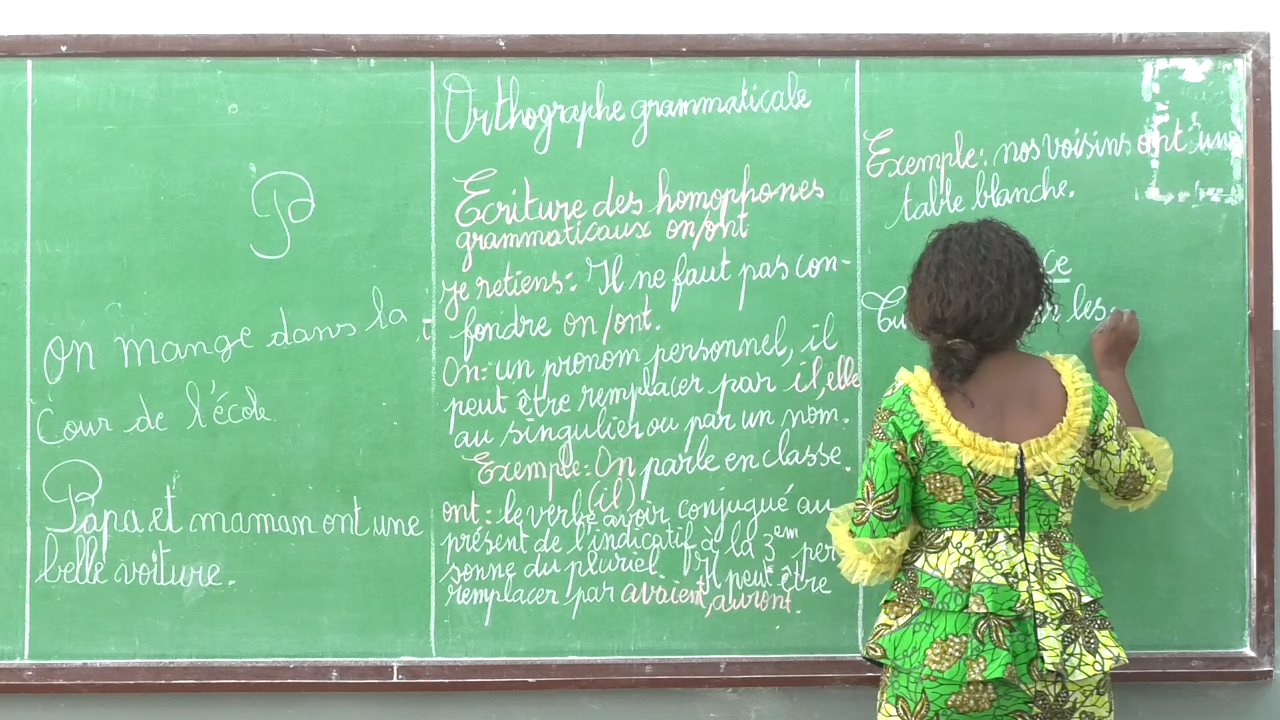 P
on mange dans la
Cour de l'école
Papa et maman ont une
belle voiture.
Orthographe grammaticale
Ecriture des homophones
grammaticaux on/ont
Je retiens: Il ne faut pas con-
fondre on/ont.
On: un pronom personnel, il
peut être remplacer par il, elle
au singulier ou par un nom.
Exemple: On parle en classe.
(il)
ont: le verbe avoir conjugué au
présent de l'indicatif à la 3em per
sonne du pluriel. Il peut être
remplacer par avaient, auront.
Exemple: nos voisins ont une
table blanche.
ce
les